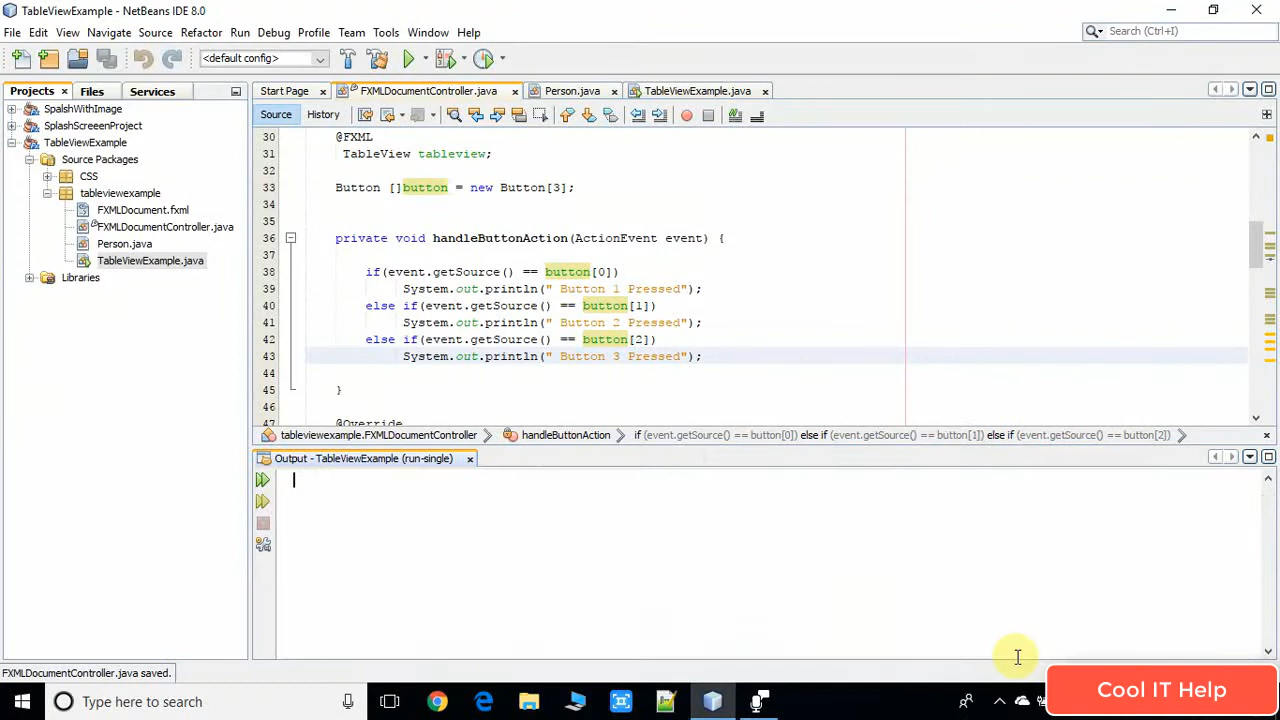 TableViewExample - NetBeans IDE 8.0
File Edit View Navigate Source Refactor Run Debug Profile Team Tools Window Help
Search (Ctrl+I)
<default config>
Projects Files Services
Start Page FXMLDocumentController.java Person.java TableViewExample.java
Source History
SpalshWithImage
SplashScreeenProject
TableViewExample
Source Packages
CSS
tableviewexample
FXMLDocument.fxml
FXMLDocumentController.java
Person.java
TableViewExample.java
Libraries
30 @FXML
31 TableView tableview;
32
33 Button []button = new Button[3];
34
35
36 private void handleButtonAction(ActionEvent event) {
37
38 if(event.getSource() == button[0])
39 System.out.println(" Button 1 Pressed");
40 else if(event.getSource() == button[1])
41 System.out.println(" Button 2 Pressed");
42 else if(event.getSource() == button[2])
43 System.out.println(" Button 3 Pressed");
44
45 }
46
47 @Override
tableviewexample.FXMLDocumentController handleButtonAction if (event.getSource() == button[0]) else if (event.getSource() == button[1]) else if (event.getSource() == button[2])
Output - TableViewExample (run-single)
FXMLDocumentController.java saved.
Type here to search
Cool IT Help